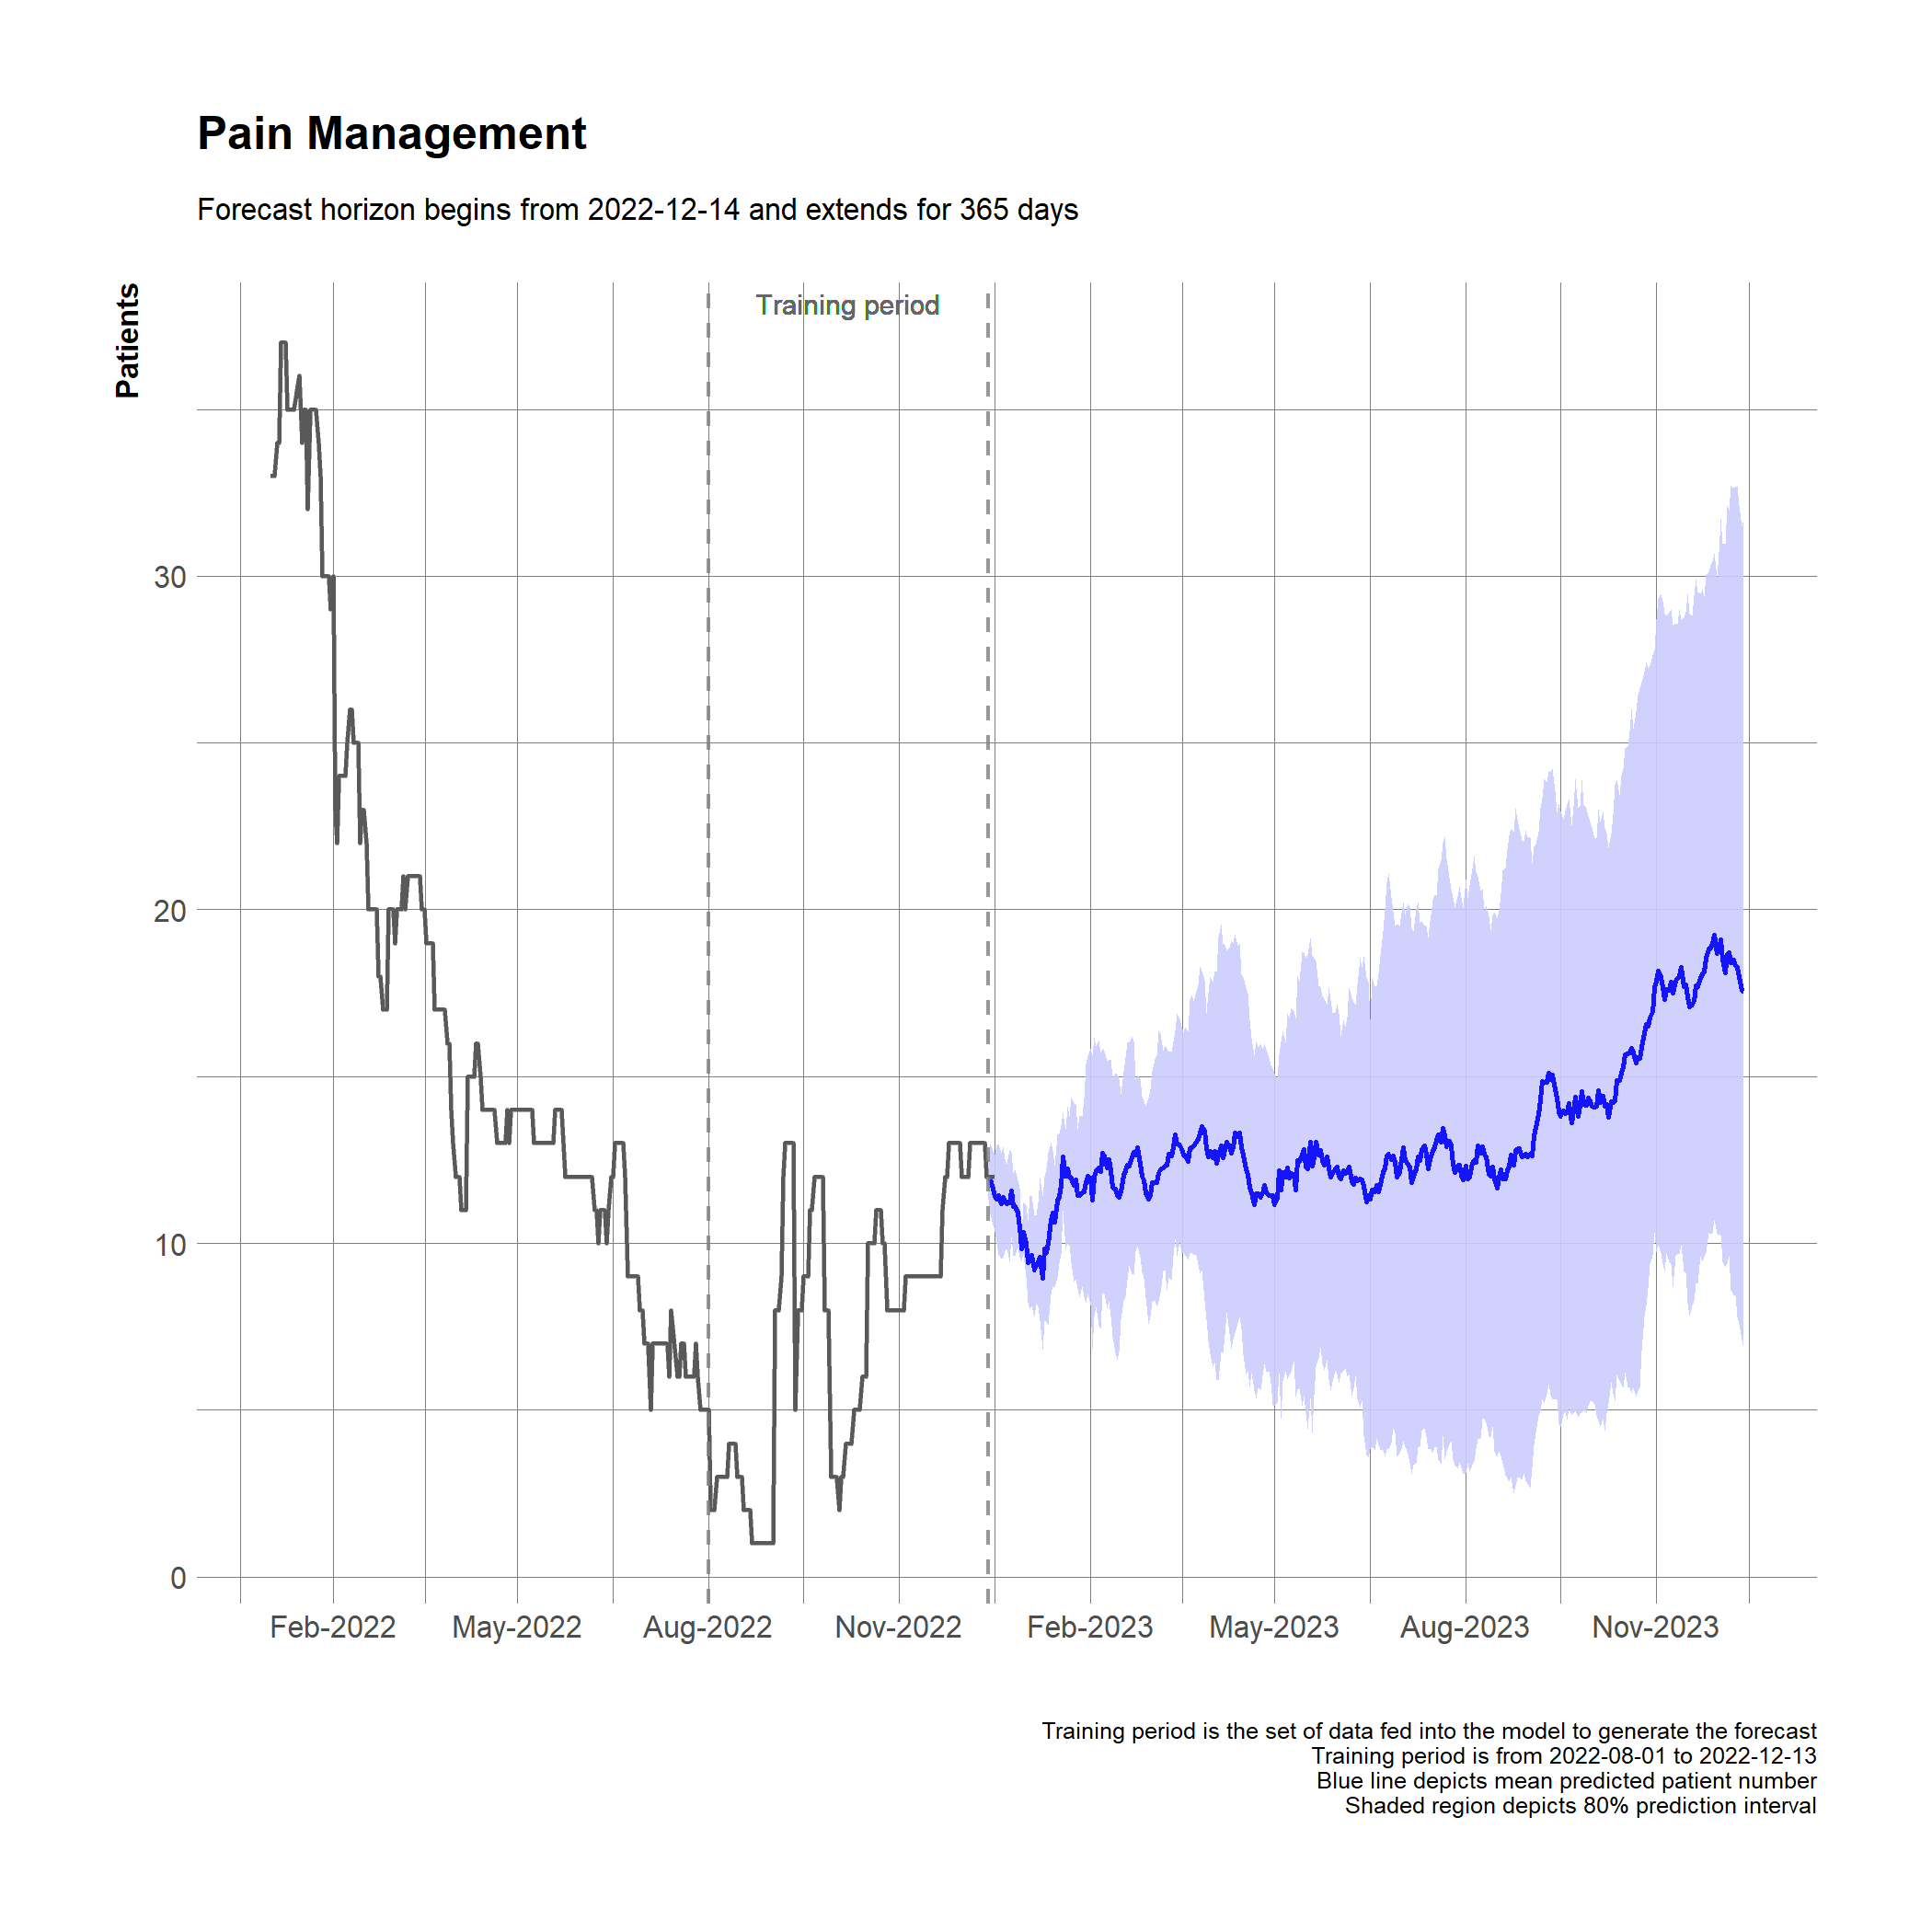 Pain Management
Forecast horizon begins from 2022-12-14 and extends for 365 days
Patients
Training period
30
20
10
0
Feb-2022 May-2022 Aug-2022 Nov-2022 Feb-2023 May-2023 Aug-2023 Nov-2023
Training period is the set of data fed into the model to generate the forecast
Training period is from 2022-08-01 to 2022-12-13
Blue line depicts mean predicted patient number
Shaded region depicts 80% prediction interval